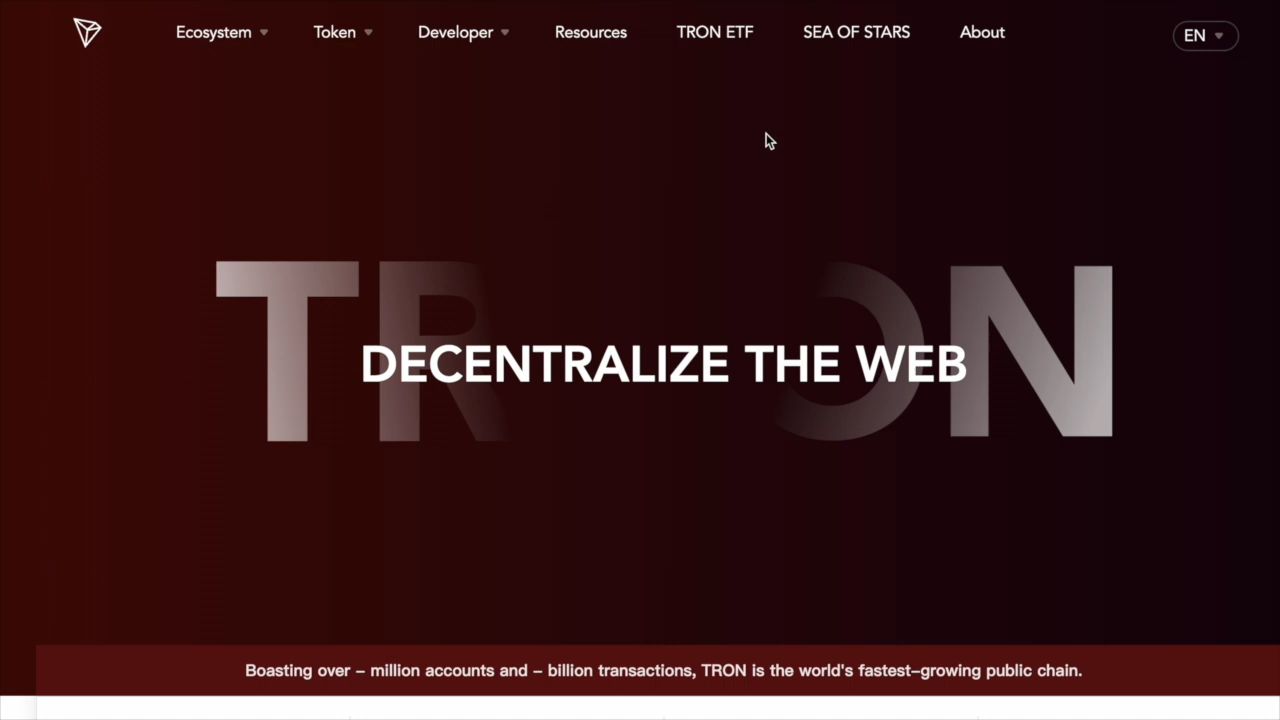 Ecosystem Token Developer Resources TRON ETF SEA OF STARS About EN
TRON
DECENTRALIZE THE WEB
Boasting over – million accounts and – billion transactions, TRON is the world's fastest–growing public chain.